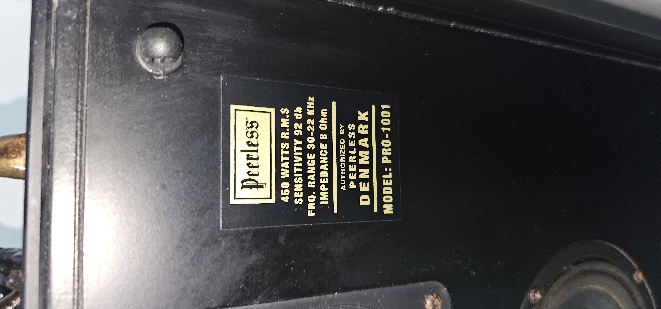 Peerless
450 WATTS R.M.S
SENSITIVITY 92 db
FRQ. RANGE 30-22 KHz
IMPEDANCE 8 Ohm
AUTHORIZED BY
PEERLESS
DENMARK
MODEL: PRO-1001